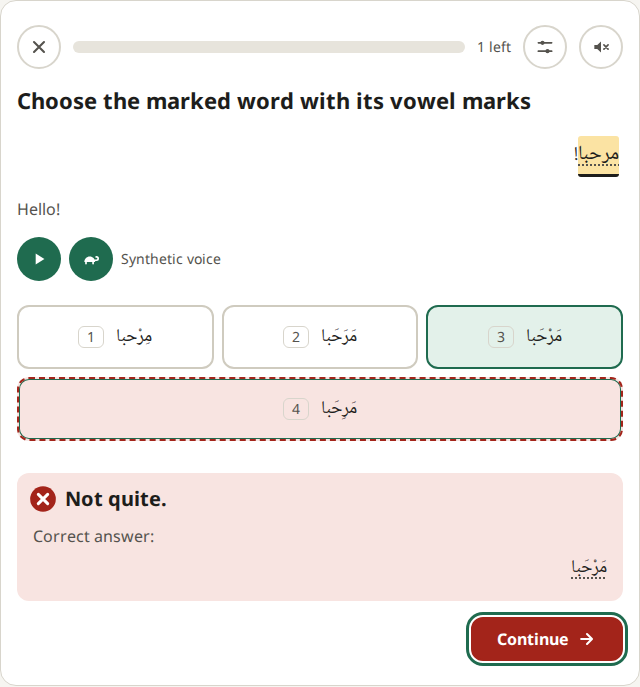 1 left
Choose the marked word with its vowel marks
مرحبا!
Hello!
Synthetic voice
1 مِرْحبا
2 مَرَحَبا
3 مَرْحَبا
4 مَرِحَبا
Not quite.
Correct answer:
مَرْحَبا
Continue →